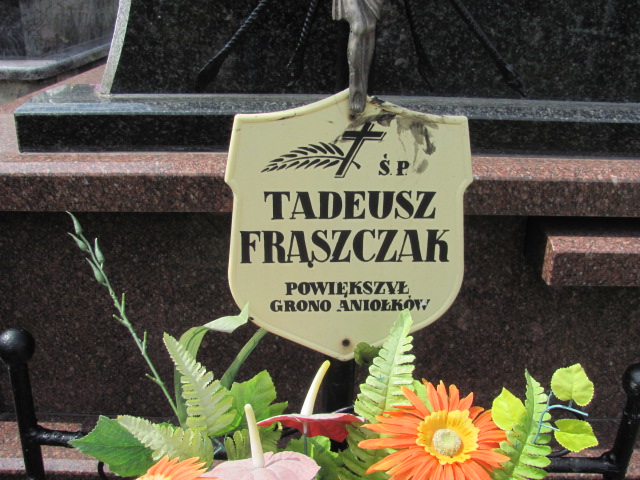 Ś.P.
TADEUSZ
FRĄSZCZAK
POWIĘKSZYŁ
GRONO ANIOŁKÓW